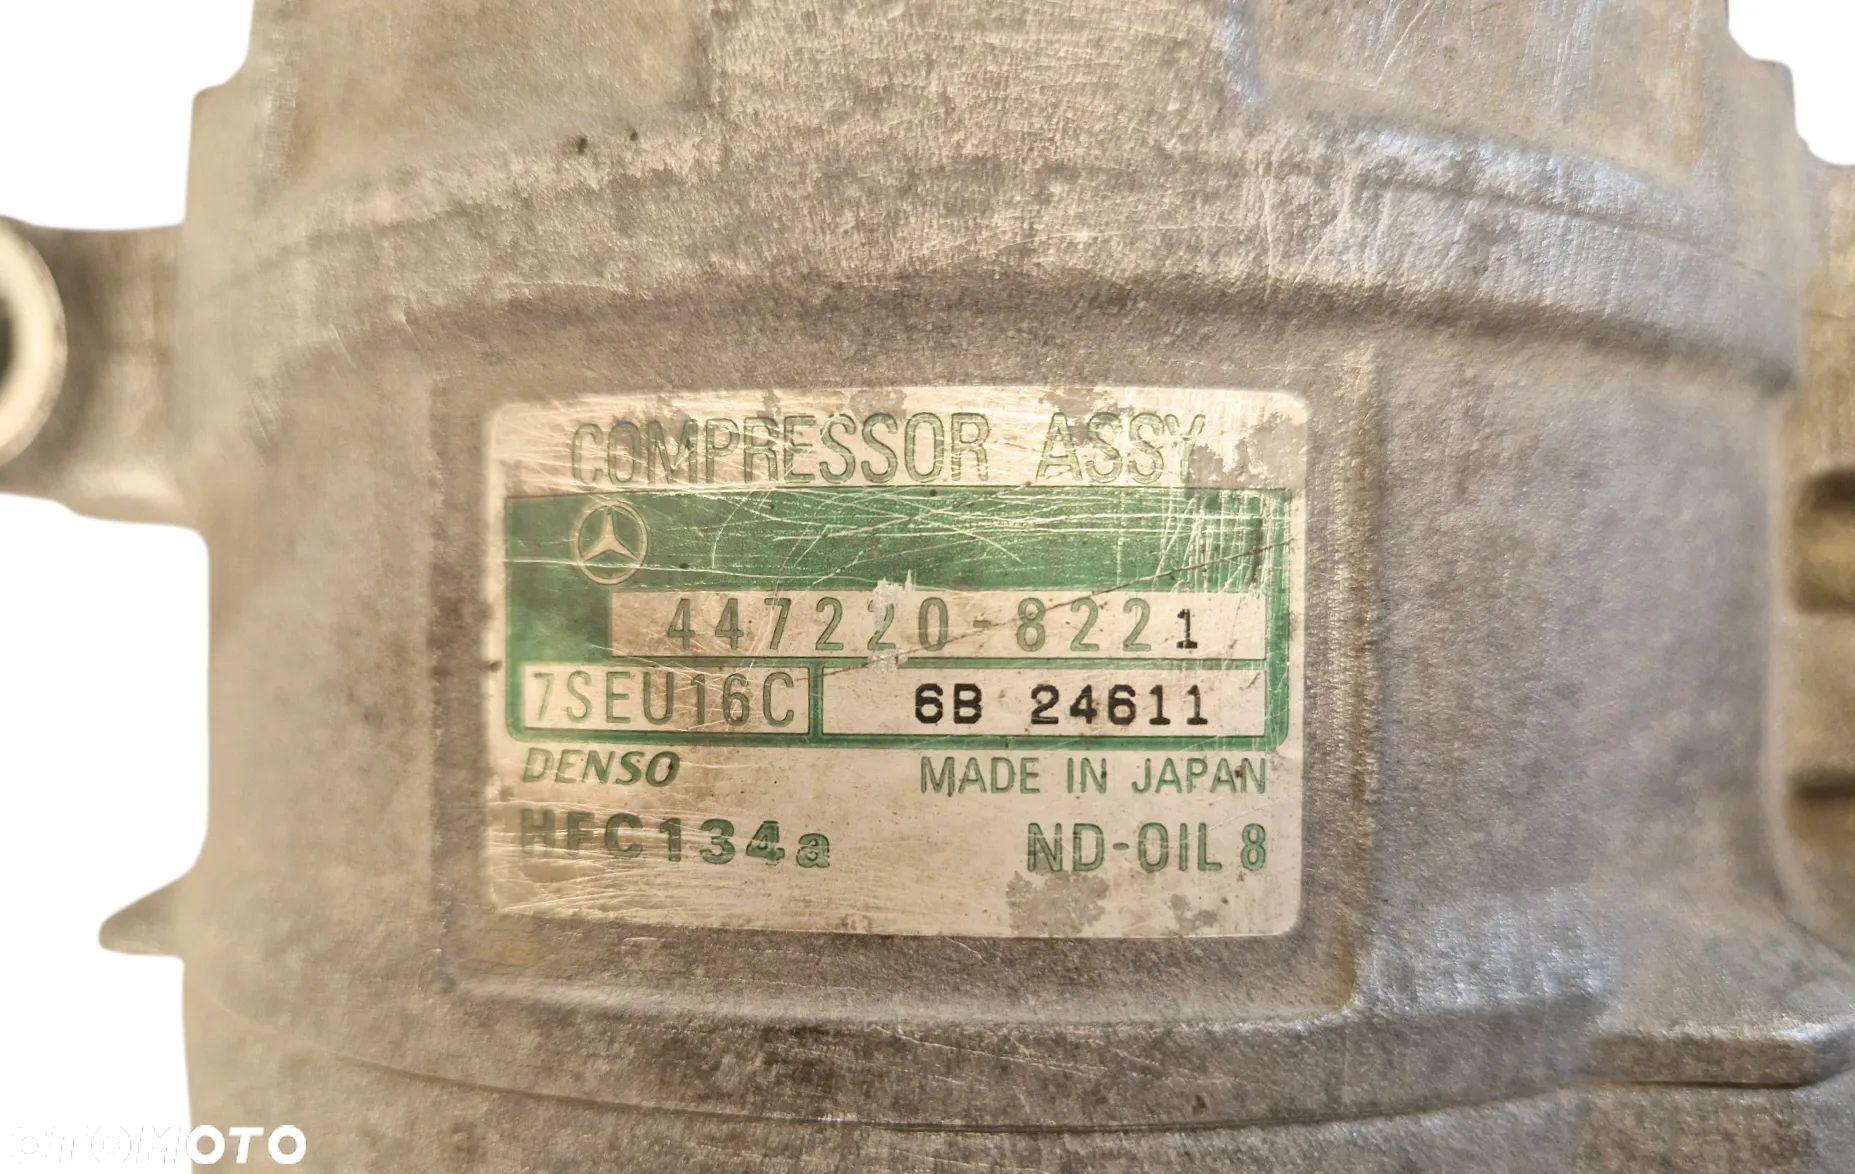 COMPRESSOR ASSY
447220-8221
7SEU16C 6B 24611
DENSO MADE IN JAPAN
HFC134a ND-OIL 8
OTOMOTO